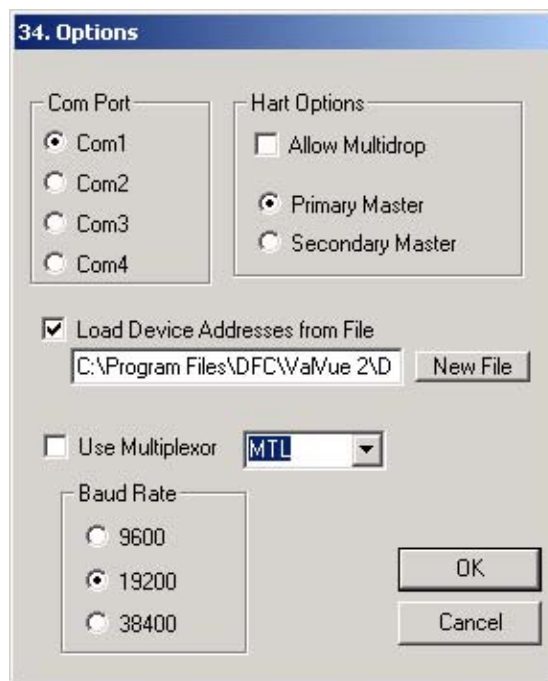 34. Options
Com Port
Com1
Com2
Com3
Com4
Hart Options
Allow Multidrop
Primary Master
Secondary Master
Load Device Addresses from File
C:\Program Files\DFC\ValVue 2\D
New File
Use Multiplexor
MTL
Baud Rate
9600
19200
38400
OK
Cancel